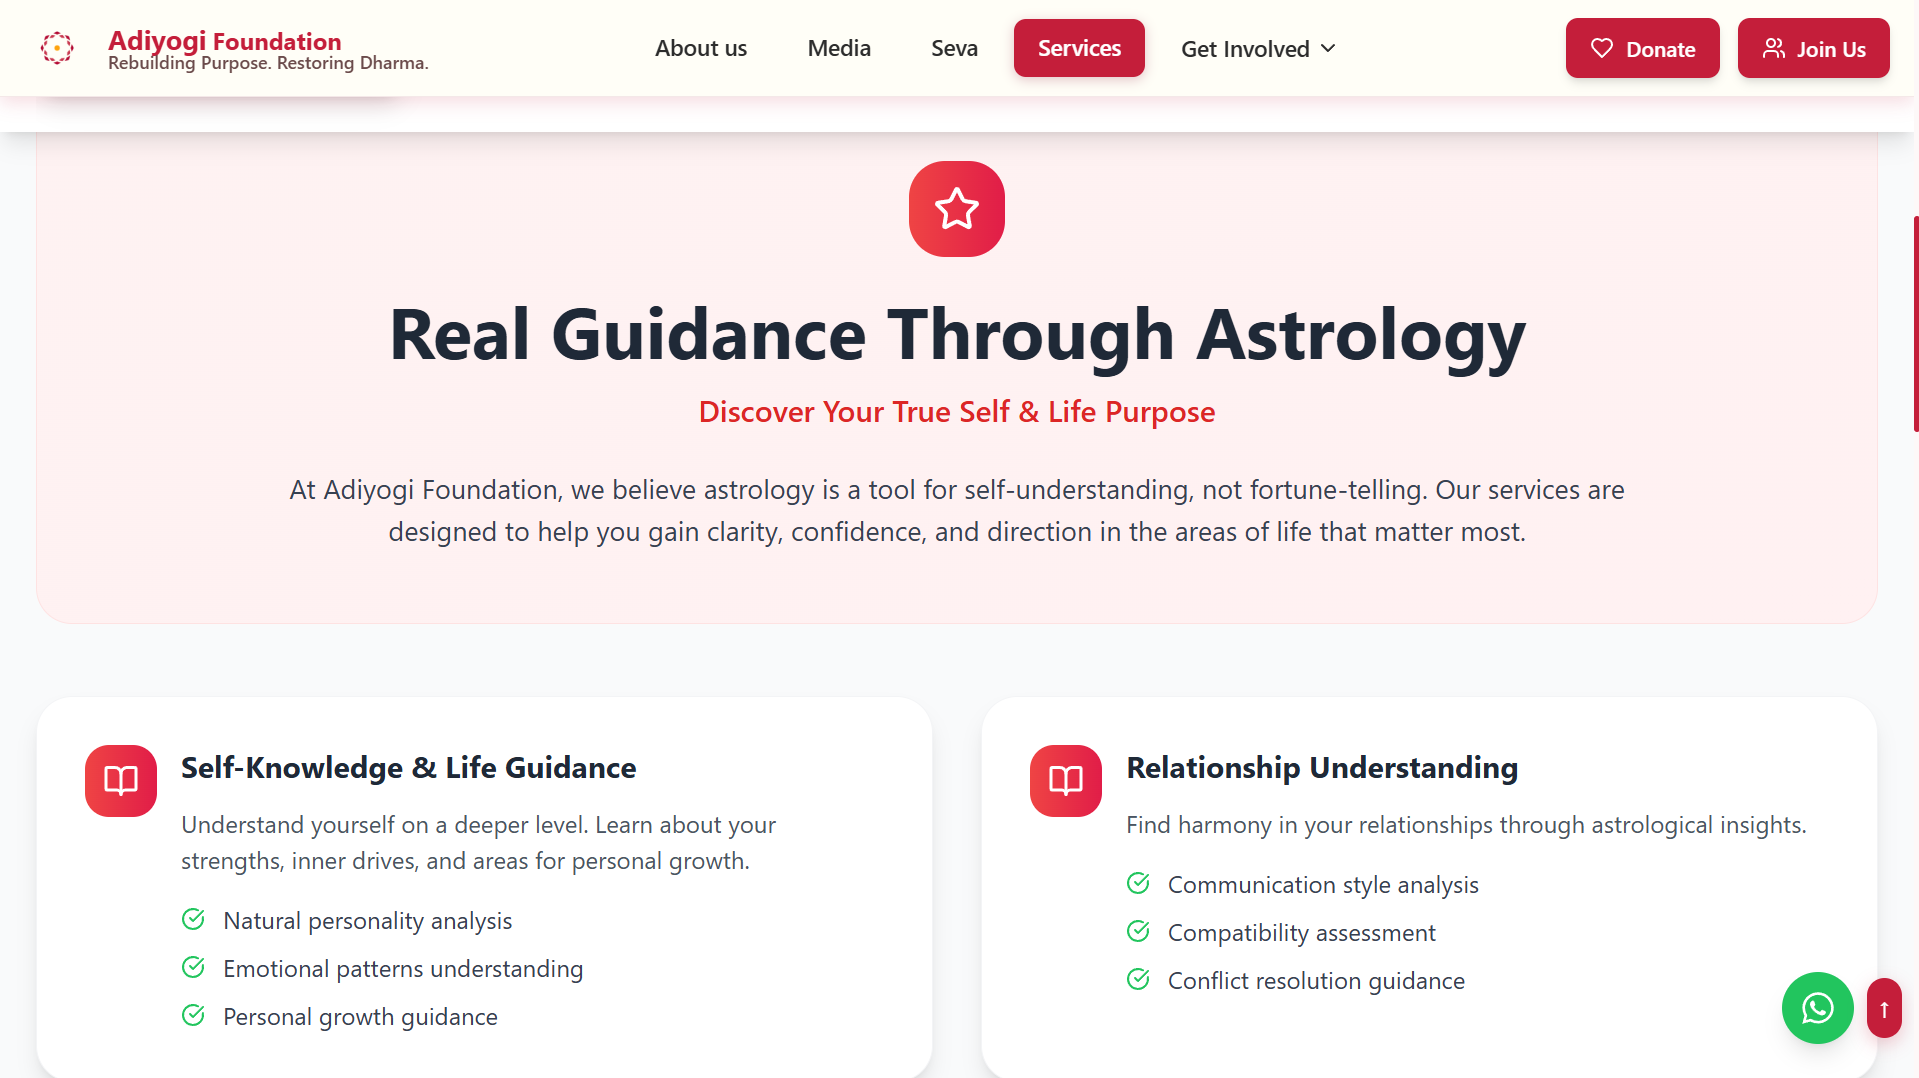 Adiyogi Foundation
Rebuilding Purpose. Restoring Dharma.
About us
Media
Seva
Services
Get Involved
Donate
Join Us
Real Guidance Through Astrology
Discover Your True Self & Life Purpose
At Adiyogi Foundation, we believe astrology is a tool for self-understanding, not fortune-telling. Our services are
designed to help you gain clarity, confidence, and direction in the areas of life that matter most.
Self-Knowledge & Life Guidance
Understand yourself on a deeper level. Learn about your
strengths, inner drives, and areas for personal growth.
Natural personality analysis
Emotional patterns understanding
Personal growth guidance
Relationship Understanding
Find harmony in your relationships through astrological insights.
Communication style analysis
Compatibility assessment
Conflict resolution guidance
↑